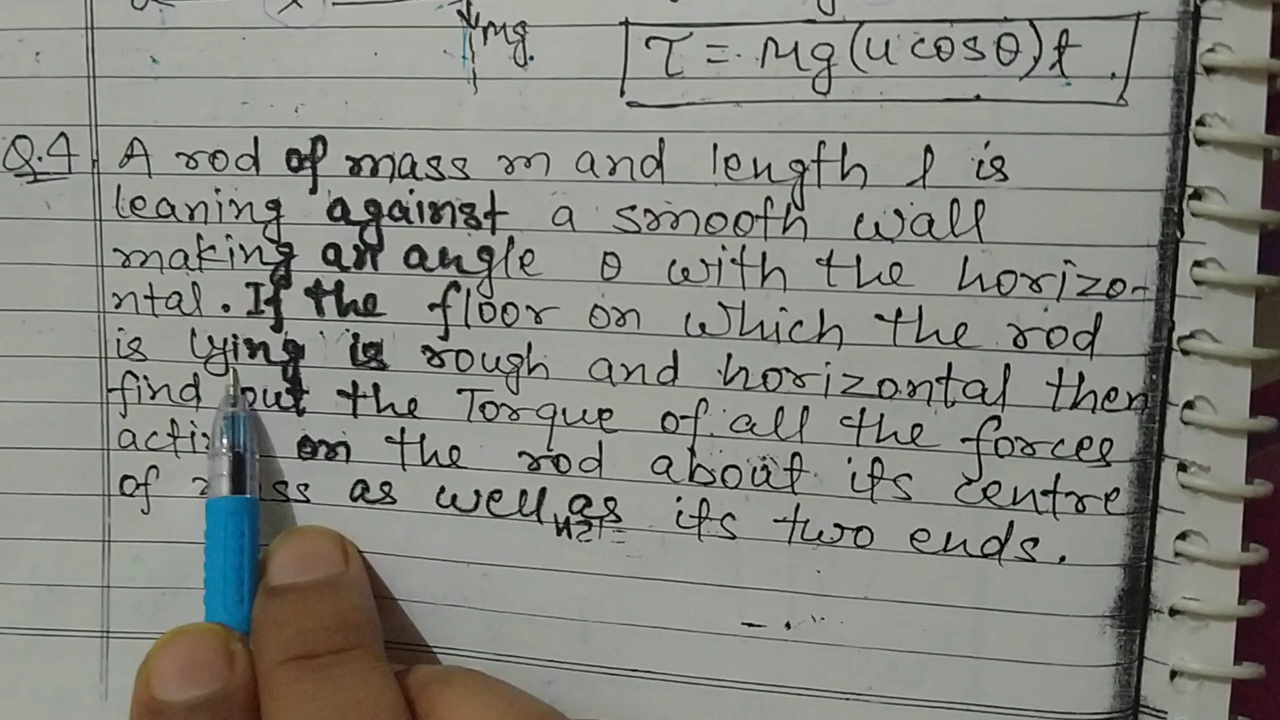 mg.
τ = Mg(u cosθ)t.
Q.4 A rod of mass m and length l is
leaning against a smooth wall
making an angle θ with the horizo-
ntal. If the floor on which the rod
is lying is rough and horizontal then
find out the Torque of all the forces
acti on the rod about its centre
of ss as well as its two ends.